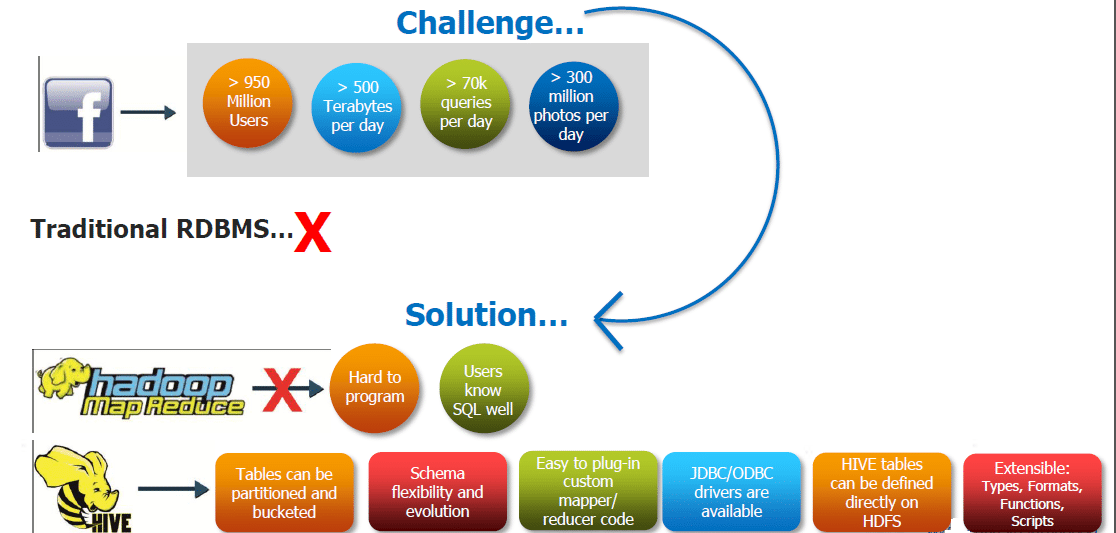 Challenge...
f
> 950
Million
Users
> 500
Terabytes
per day
> 70k
queries
per day
> 300
million
photos per
day
Traditional RDBMS...X
Solution...
hadoop
Map Reduce
X
Hard to
program
Users
know
SQL well
HIVE
Tables can be
partitioned and
bucketed
Schema
flexibility and
evolution
Easy to plug-in
custom
mapper/
reducer code
JDBC/ODBC
drivers are
available
HIVE tables
can be defined
directly on
HDFS
Extensible:
Types, Formats,
Functions,
Scripts